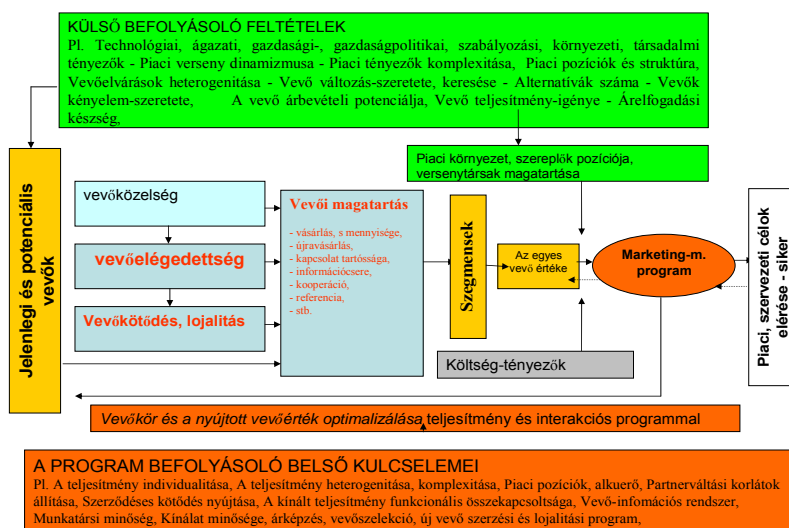 KÜLSŐ BEFOLYÁSOLÓ FELTÉTELEK
Pl. Technológiai, ágazati, gazdasági-, gazdaságpolitikai, szabályozási, környezeti, társadalmi
tényezők - Piaci verseny dinamizmusa - Piaci tényezők komplexitása, Piaci pozíciók és struktúra,
Vevőelvárások heterogenitása - Vevő változás-szeretete, keresése - Alternatívák száma - Vevők
kényelem-szeretete, A vevő árbevételi potenciálja, Vevő teljesítmény-igénye - Árelfogadási
készség,
Piaci környezet, szereplők pozíciója,
versenytársak magatartása
Jelenlegi és potenciális
vevők
vevőközelség
vevőelégedettség
Vevőkötődés, lojalitás
Vevői magatartás
- vásárlás, s mennyisége,
- újravásárlás,
- kapcsolat tartóssága,
- információcsere,
- kooperáció,
- referencia,
- stb.
Szegmensek
Az egyes
vevő értéke
Marketing-m.
program
Piaci, szervezeti célok
elérése - siker
Költség-tényezők
Vevőkör és a nyújtott vevőérték optimalizálása teljesítmény és interakciós programmal
A PROGRAM BEFOLYÁSOLÓ BELSŐ KULCSELEMEI
Pl. A teljesítmény individualitása, A teljesítmény heterogenitása, komplexitása, Piaci pozíciók, alkuerő, Partnerváltási korlátok
állítása, Szerződéses kötődés nyújtása, A kínált teljesítmény funkcionális összekapcsoltsága, Vevő-infomációs rendszer,
Munkatársi minőség, Kínálat minősége, árképzés, vevőszelekció, új vevő szerzési és lojalitási program,